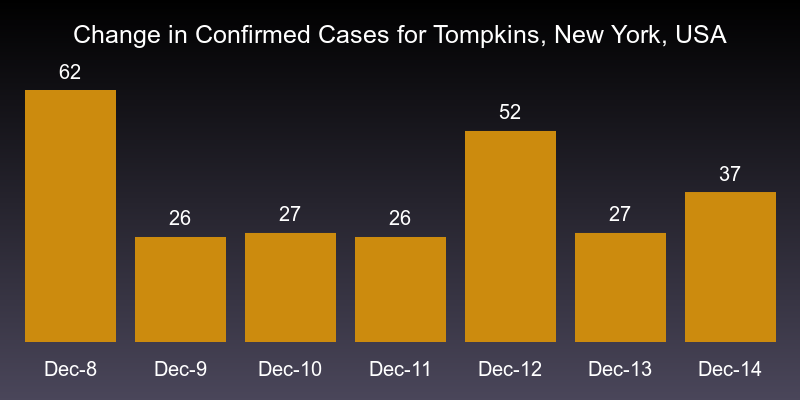 Change in Confirmed Cases for Tompkins, New York, USA
62
26
27
26
52
27
37
Dec-8
Dec-9
Dec-10
Dec-11
Dec-12
Dec-13
Dec-14